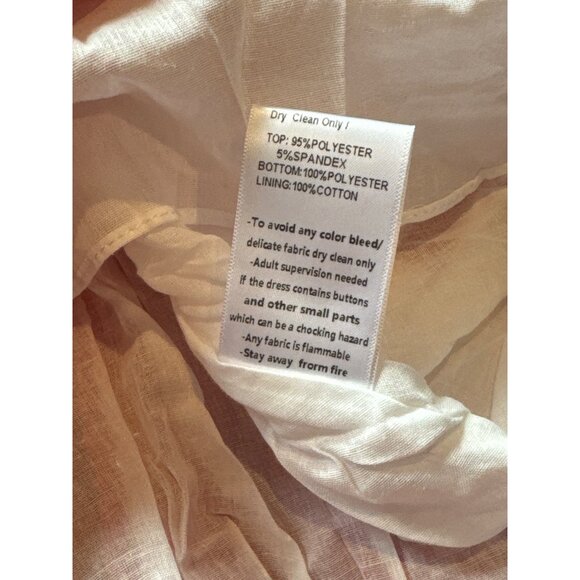 Dry Clean Only /
TOP: 95%POLYESTER
5%SPANDEX
BOTTOM:100%POLYESTER
LINING:100%COTTON
-To avoid any color bleed/
delicate fabric dry clean only
-Adult supervision needed
if the dress contains buttons
and other small parts
which can be a chocking hazard
-Any fabric is flammable
-Stay away frorm fire